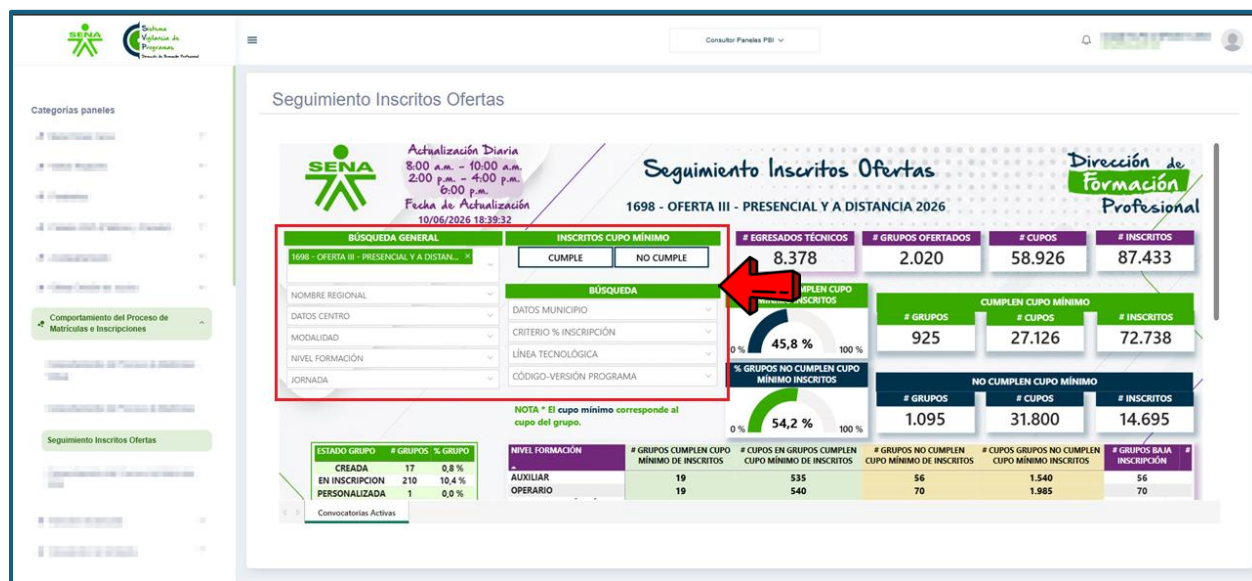 SENA
Sistema
Vigilancia de
Programas
Dirección de Formación Profesional
Consultor Paneles PBI
Categorías paneles
Comportamiento del Proceso de
Matrículas e Inscripciones
Seguimiento Inscritos Ofertas
Seguimiento Inscritos Ofertas
SENA
Actualización Diaria
8:00 a.m. - 10:00 a.m.
2:00 p.m. - 4:00 p.m.
6:00 p.m.
Fecha de Actualización
10/06/2026 18:39:32
Seguimiento Inscritos Ofertas
1698 - OFERTA III - PRESENCIAL Y A DISTANCIA 2026
Dirección de
Formación
Profesional
BÚSQUEDA GENERAL
1698 - OFERTA III - PRESENCIAL Y A DISTAN... ×
NOMBRE REGIONAL
DATOS CENTRO
MODALIDAD
NIVEL FORMACIÓN
JORNADA
INSCRITOS CUPO MÍNIMO
CUMPLE NO CUMPLE
BÚSQUEDA
DATOS MUNICIPIO
CRITERIO % INSCRIPCIÓN
LÍNEA TECNOLÓGICA
CÓDIGO-VERSIÓN PROGRAMA
NOTA * El cupo mínimo corresponde al
cupo del grupo.
# EGRESADOS TÉCNICOS # GRUPOS OFERTADOS # CUPOS # INSCRITOS
8.378 2.020 58.926 87.433
CUMPLEN CUPO
MÍNIMO INSCRITOS
0 % 45,8 % 100 %
CUMPLEN CUPO MÍNIMO
# GRUPOS # CUPOS # INSCRITOS
925 27.126 72.738
% GRUPOS NO CUMPLEN CUPO
MÍNIMO INSCRITOS
0 % 54,2 % 100 %
NO CUMPLEN CUPO MÍNIMO
# GRUPOS # CUPOS # INSCRITOS
1.095 31.800 14.695
ESTADO GRUPO # GRUPOS % GRUPO
CREADA 17 0,8 %
EN INSCRIPCION 210 10,4 %
PERSONALIZADA 1 0,0 %
NIVEL FORMACIÓN # GRUPOS CUMPLEN CUPO MÍNIMO DE INSCRITOS # CUPOS EN GRUPOS CUMPLEN CUPO MÍNIMO DE INSCRITOS # GRUPOS NO CUMPLEN CUPO MÍNIMO DE INSCRITOS # CUPOS GRUPOS NO CUMPLEN CUPO MÍNIMO INSCRITOS # GRUPOS BAJA INSCRIPCIÓN #
AUXILIAR 19 535 56 1.540 56
OPERARIO 19 540 70 1.985 70
Convocatorias Activas